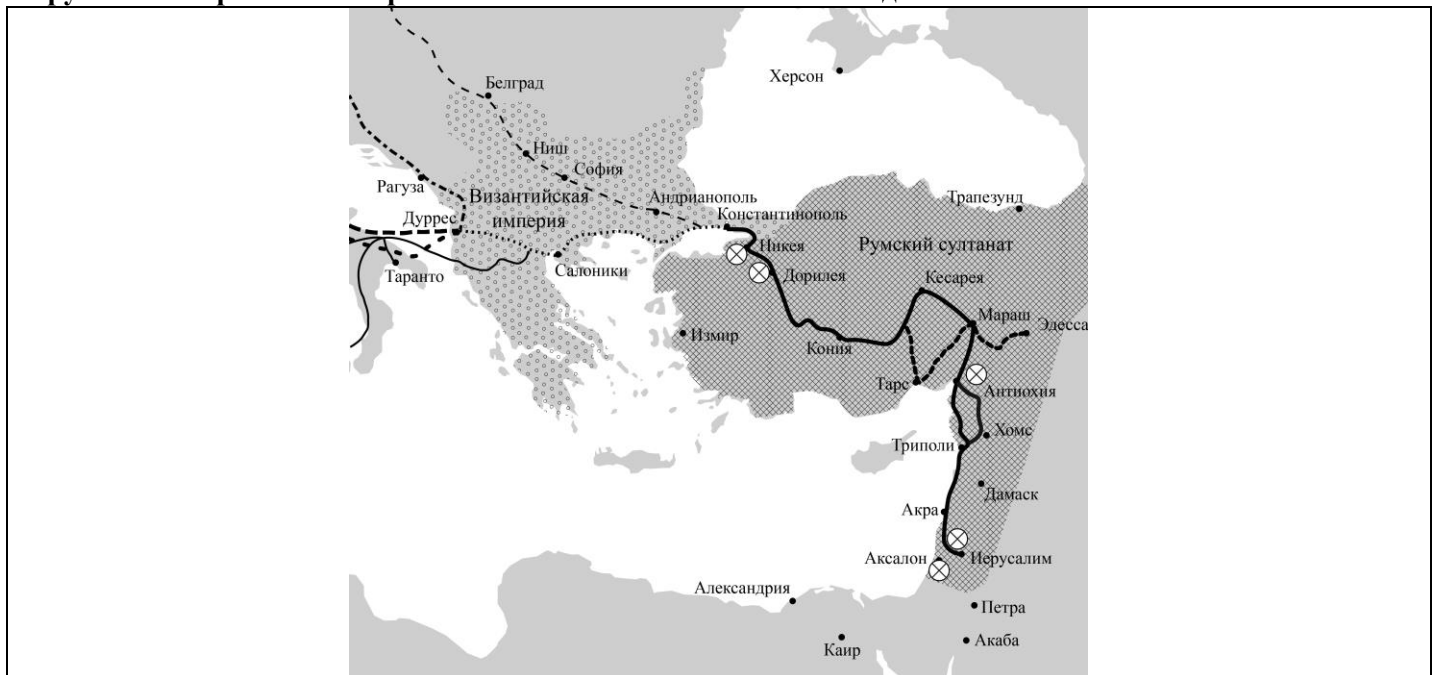 Херсон
Белград
Ниш
София
Рагуза
Андрианополь
Трапезунд
Византийская
империя
Дуррес
Константинополь
Никея
Румский султанат
Таранто
Салоники
Дорилея
Кесарея
Мараш
Эдесса
Измир
Кония
Тарс
Антиохия
Хомс
Триполи
Дамаск
Акра
Аксалон
Иерусалим
Александрия
Петра
Каир
Акаба